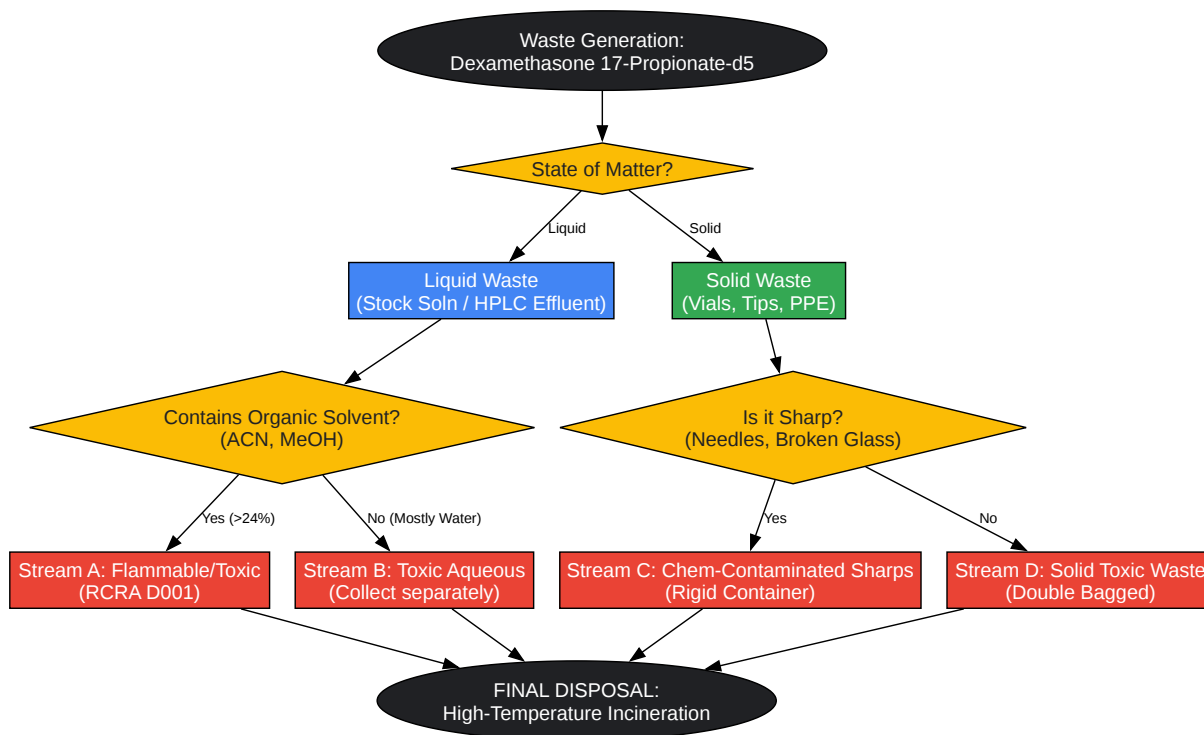 Waste Generation:
Dexamethasone 17-Propionate-d5
State of Matter?
Liquid
Solid
Liquid Waste
(Stock Soln / HPLC Effluent)
Solid Waste
(Vials, Tips, PPE)
Contains Organic Solvent?
(ACN, MeOH)
Is it Sharp?
(Needles, Broken Glass)
Yes (>24%)
No (Mostly Water)
Yes
No
Stream A: Flammable/Toxic
(RCRA D001)
Stream B: Toxic Aqueous
(Collect separately)
Stream C: Chem-Contaminated Sharps
(Rigid Container)
Stream D: Solid Toxic Waste
(Double Bagged)
FINAL DISPOSAL:
High-Temperature Incineration